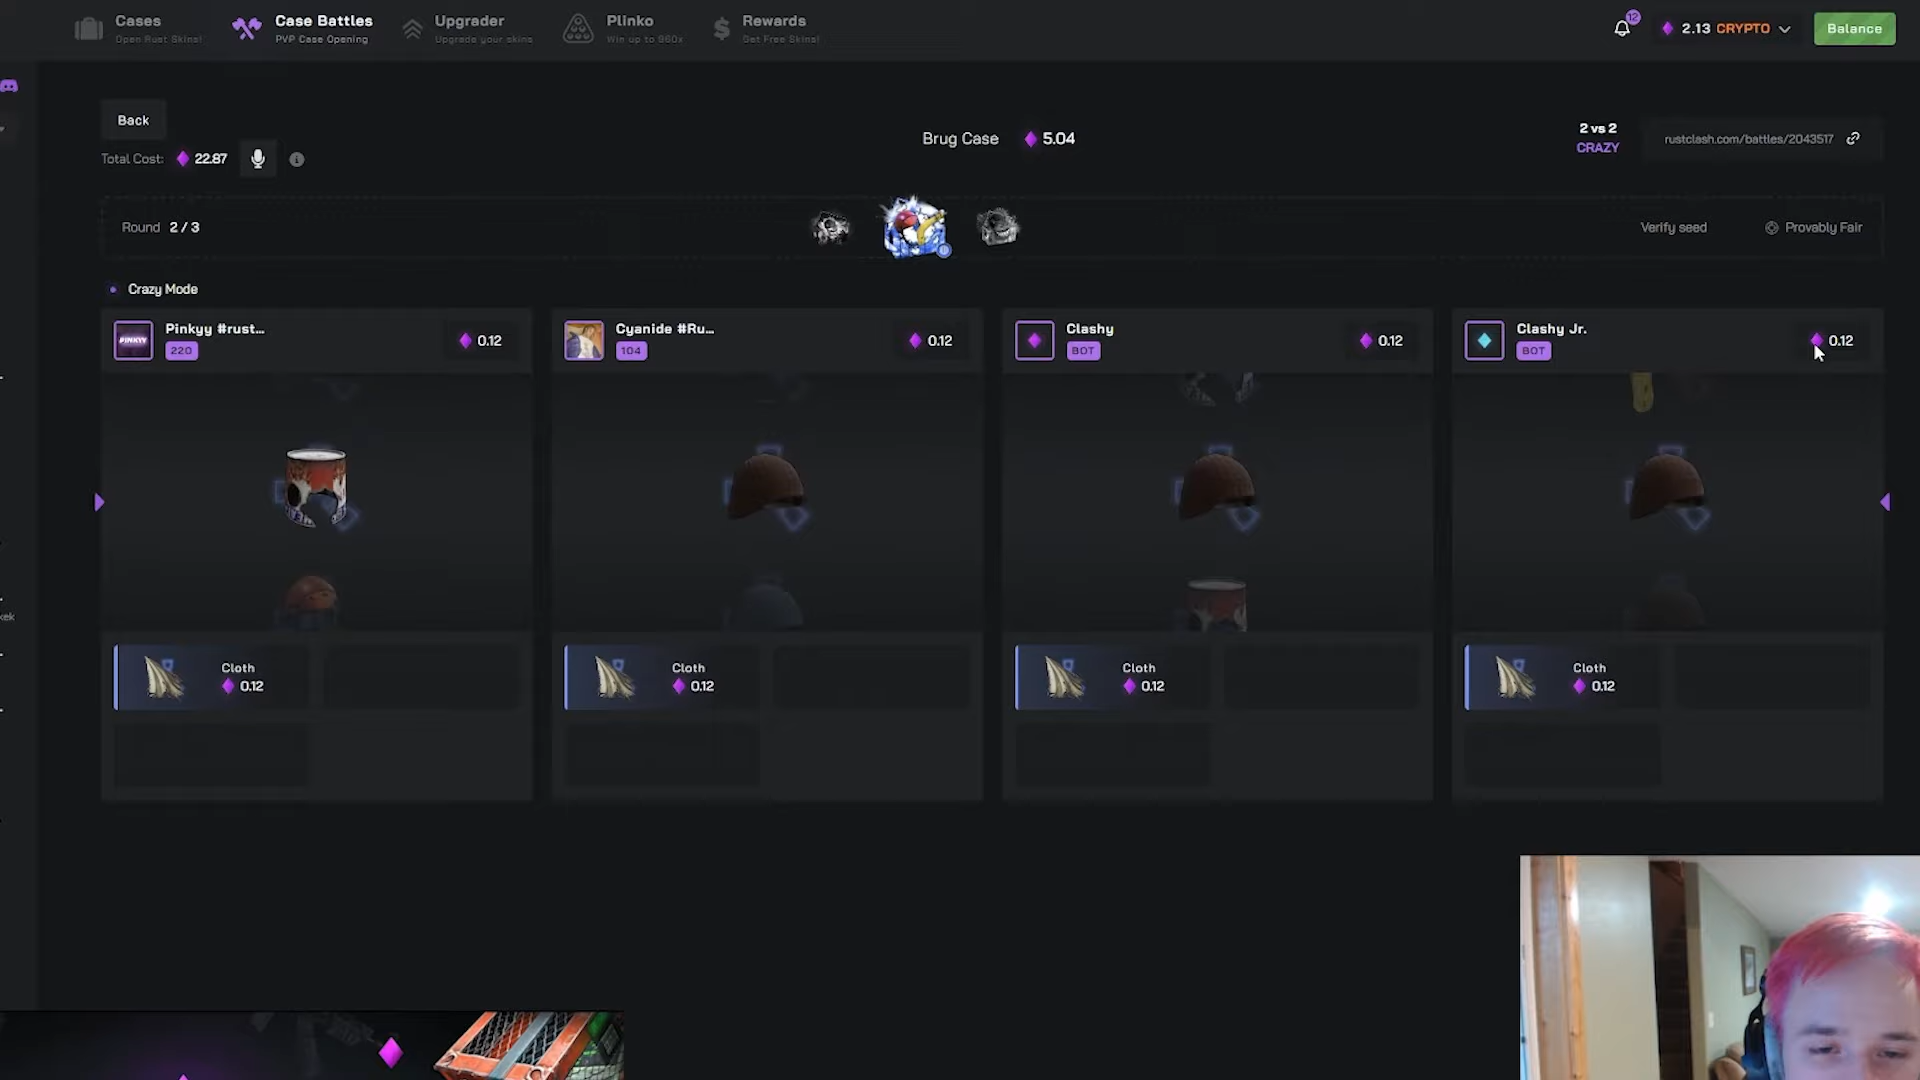 Cases
Open Rust Skins!
Case Battles
PVP Case Opening
Upgrader
Upgrade your skins
Plinko
Win up to 960x
Rewards
Get Free Skins!
12
2.13 CRYPTO
Balance
Back
Total Cost: 22.87
Brug Case 5.04
2 vs 2
CRAZY
rustclash.com/battles/2043517
Round 2 / 3
Verify seed
Provably Fair
Crazy Mode
PINKYY
Pinkyy #rust...
220
0.12
Cyanide #Ru...
104
0.12
Clashy
BOT
0.12
Clashy Jr.
BOT
0.12
Cloth
0.12
Cloth
0.12
Cloth
0.12
Cloth
0.12